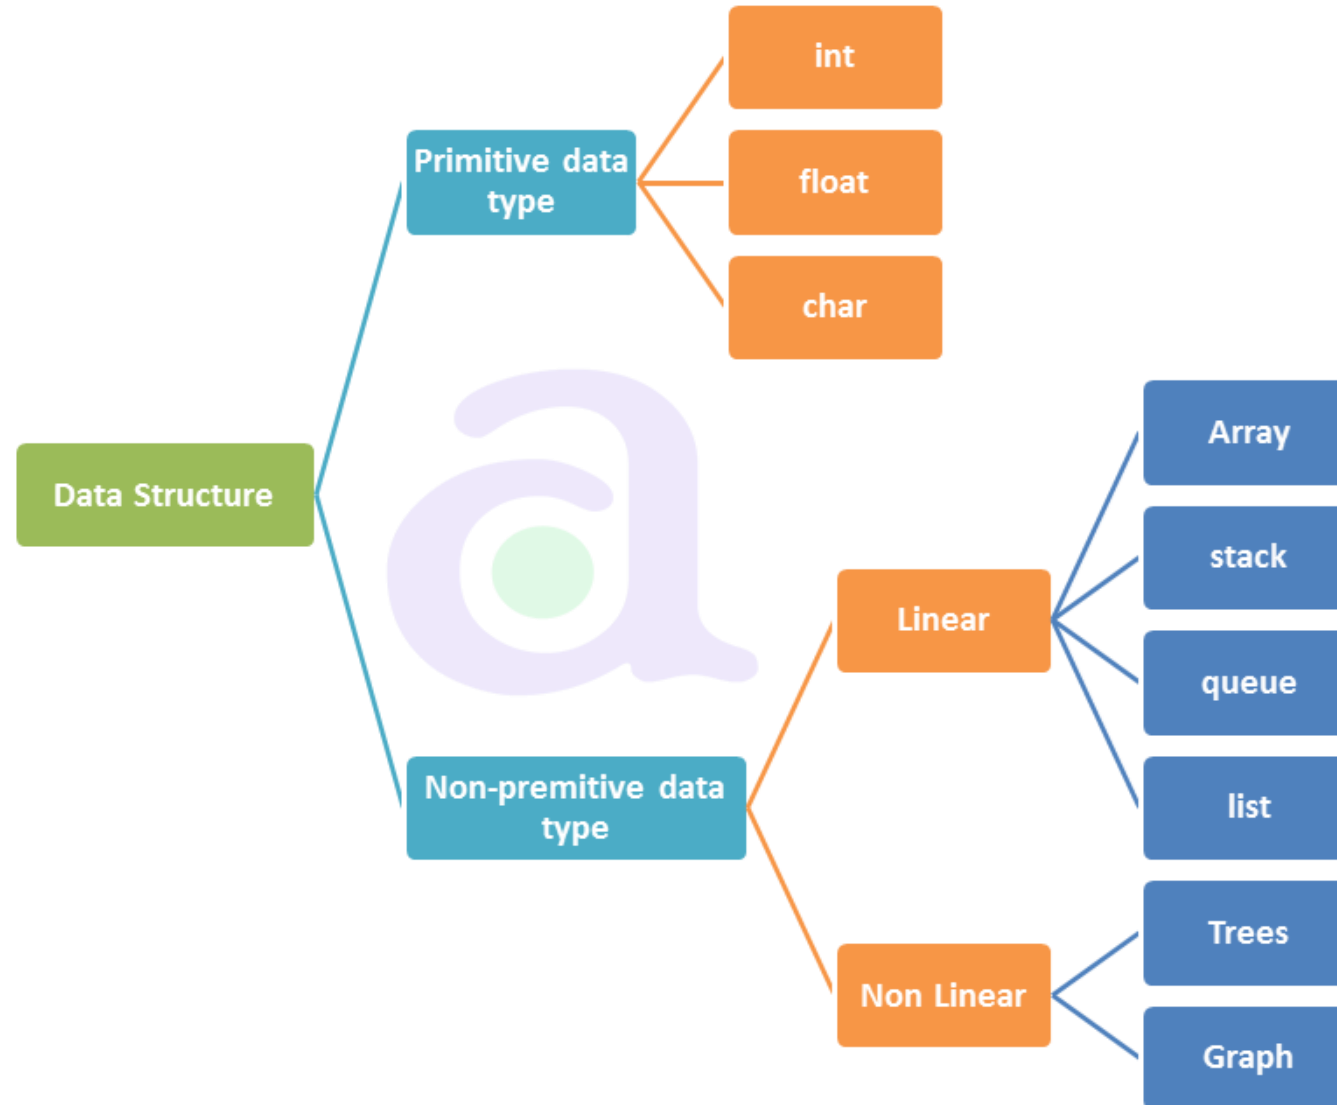 Data Structure
Primitive data
type
int
float
char
Non-premitive data
type
Linear
Array
stack
queue
list
Non Linear
Trees
Graph